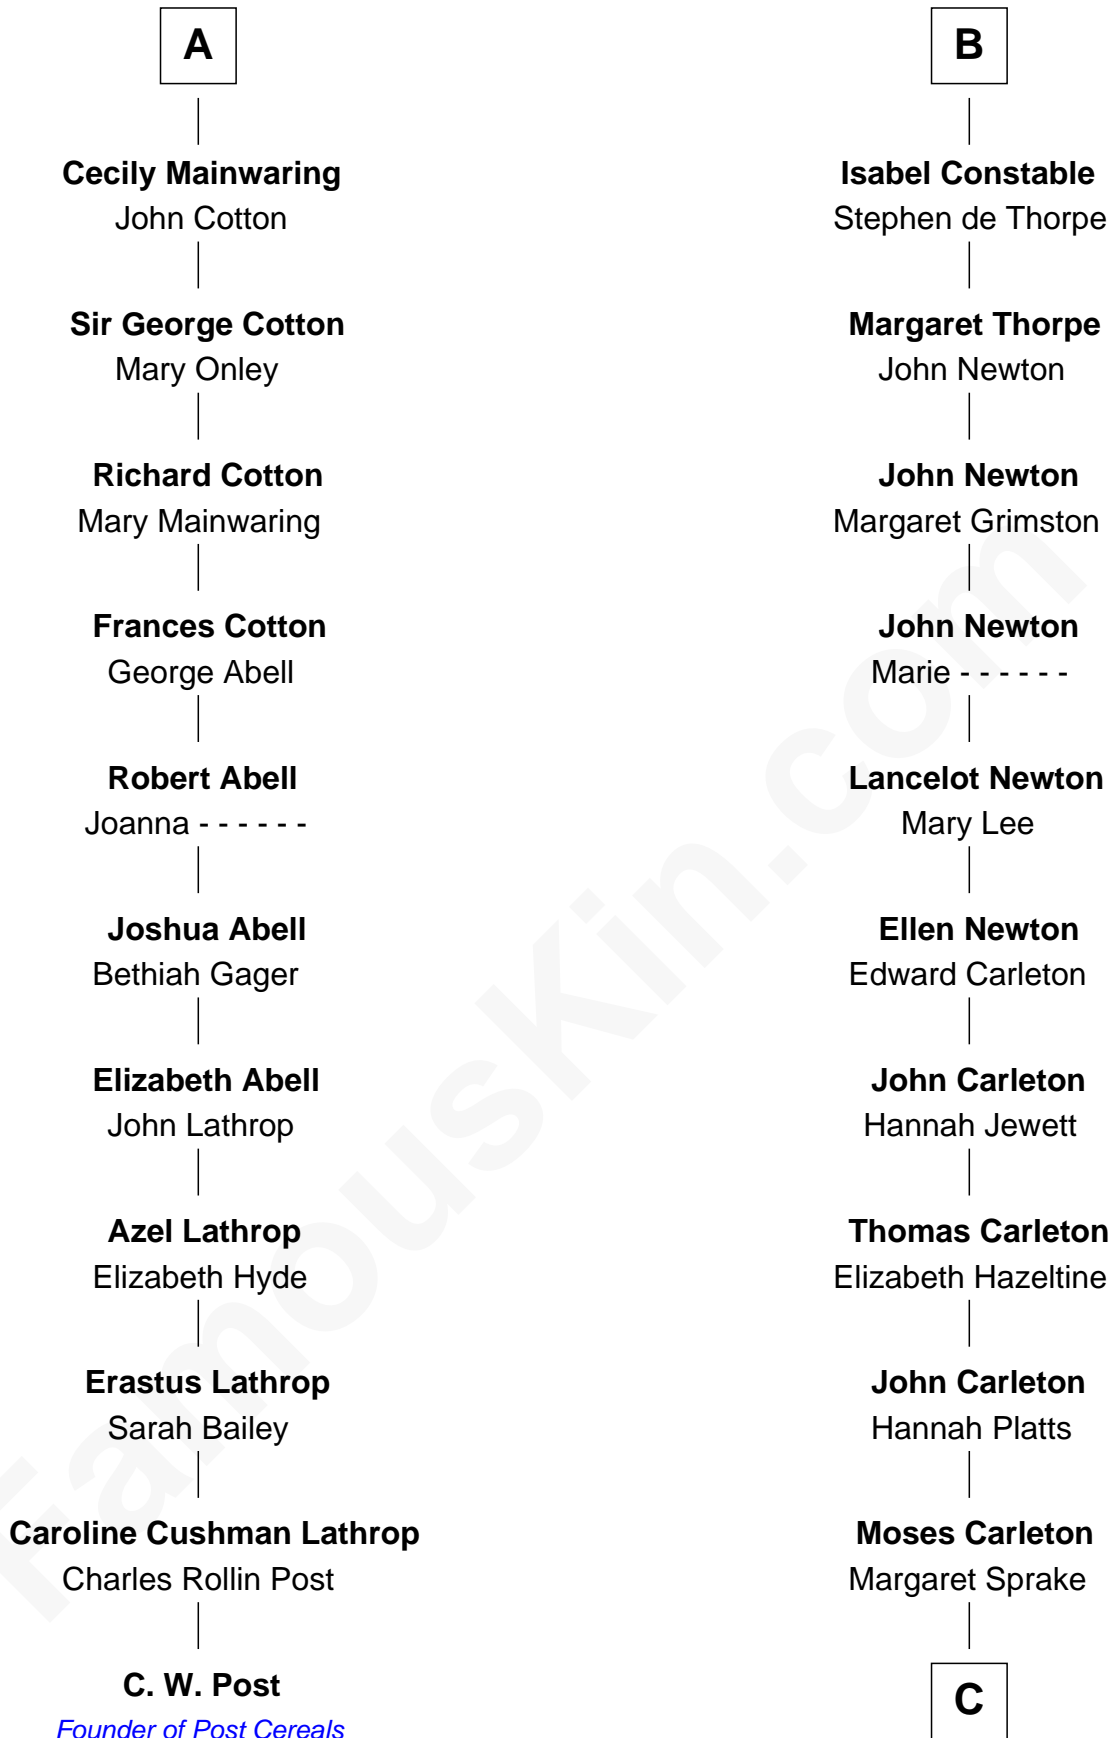 A
Cecily Mainwaring
John Cotton
Sir George Cotton
Mary Onley
Richard Cotton
Mary Mainwaring
Frances Cotton
George Abell
Robert Abell
Joanna - - - - - -
Joshua Abell
Bethiah Gager
Elizabeth Abell
John Lathrop
Azel Lathrop
Elizabeth Hyde
Erastus Lathrop
Sarah Bailey
Caroline Cushman Lathrop
Charles Rollin Post
C. W. Post
Founder of Post Cereals
B
Isabel Constable
Stephen de Thorpe
Margaret Thorpe
John Newton
John Newton
Margaret Grimston
John Newton
Marie - - - - - -
Lancelot Newton
Mary Lee
Ellen Newton
Edward Carleton
John Carleton
Hannah Jewett
Thomas Carleton
Elizabeth Hazeltine
John Carleton
Hannah Platts
Moses Carleton
Margaret Sprake
C
FamousKin.com